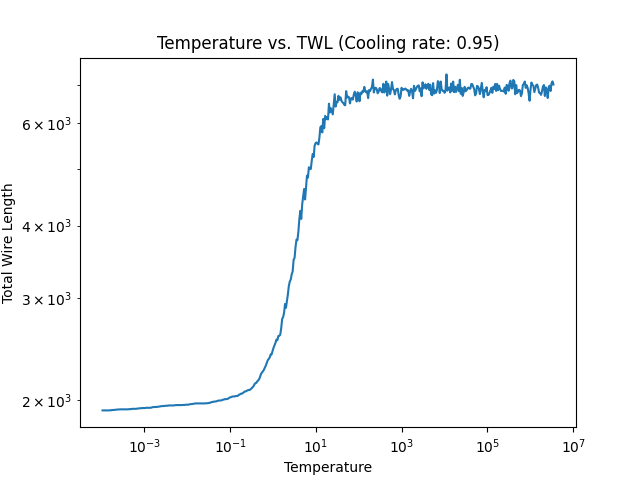 Temperature vs. TWL (Cooling rate: 0.95)
Total Wire Length
6 × 10³
4 × 10³
3 × 10³
2 × 10³
10⁻³ 10⁻¹ 10¹ 10³ 10⁵ 10⁷
Temperature